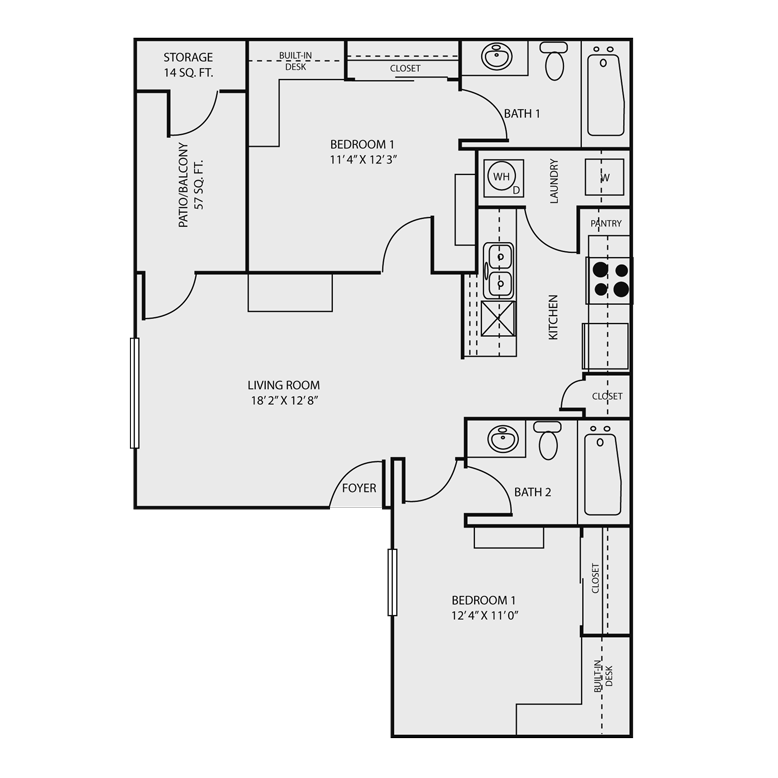 STORAGE
14 SQ. FT.
BUILT-IN
DESK
CLOSET
BATH 1
BEDROOM 1
11’ 4” X 12’ 3”
PATIO/BALCONY
57 SQ. FT.
WH
D
LAUNDRY
W
PANTRY
KITCHEN
LIVING ROOM
18’ 2” X 12’ 8”
CLOSET
FOYER
BATH 2
BEDROOM 1
12’ 4” X 11’ 0”
CLOSET
BUILT-IN
DESK